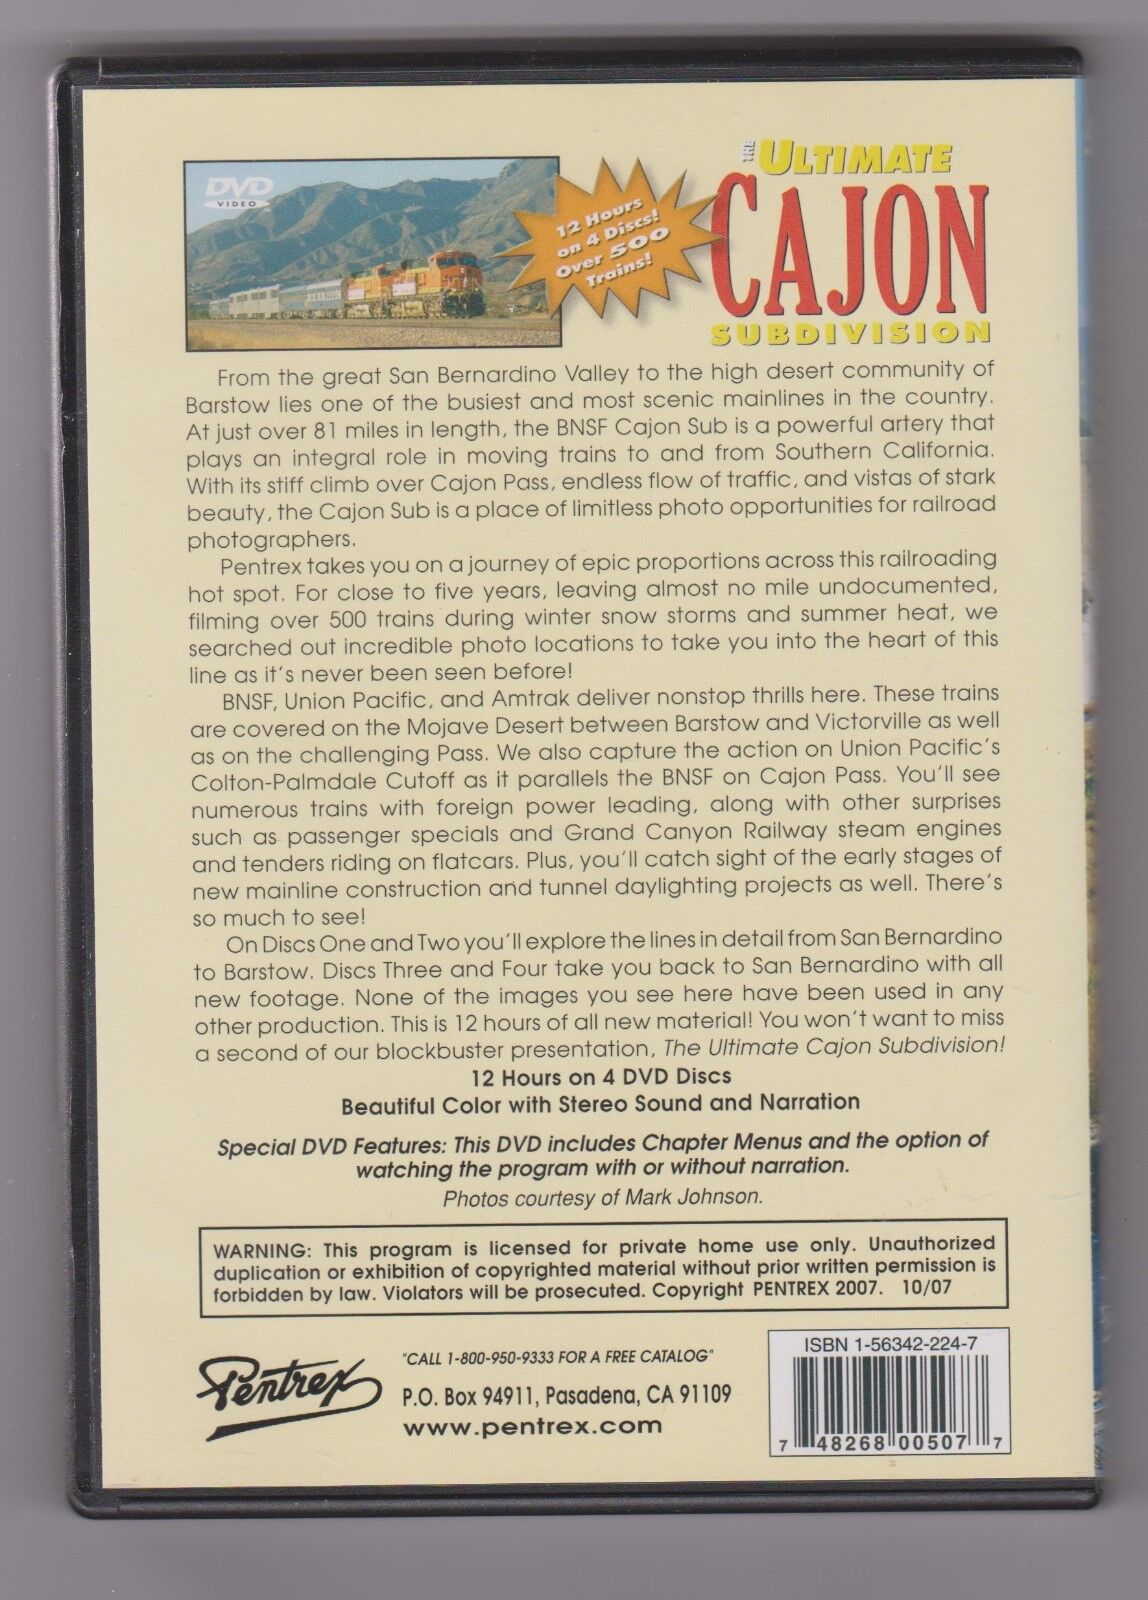 DVD
VIDEO
12 Hours
on 4 Discs!
Over 500
Trains!
THE ULTIMATE
CAJON
SUBDIVISION
From the great San Bernardino Valley to the high desert community of
Barstow lies one of the busiest and most scenic mainlines in the country.
At just over 81 miles in length, the BNSF Cajon Sub is a powerful artery that
plays an integral role in moving trains to and from Southern California.
With its stiff climb over Cajon Pass, endless flow of traffic, and vistas of stark
beauty, the Cajon Sub is a place of limitless photo opportunities for railroad
photographers.
Pentrex takes you on a journey of epic proportions across this railroading
hot spot. For close to five years, leaving almost no mile undocumented,
filming over 500 trains during winter snow storms and summer heat, we
searched out incredible photo locations to take you into the heart of this
line as it's never been seen before!
BNSF, Union Pacific, and Amtrak deliver nonstop thrills here. These trains
are covered on the Mojave Desert between Barstow and Victorville as well
as on the challenging Pass. We also capture the action on Union Pacific's
Colton-Palmdale Cutoff as it parallels the BNSF on Cajon Pass. You'll see
numerous trains with foreign power leading, along with other surprises
such as passenger specials and Grand Canyon Railway steam engines
and tenders riding on flatcars. Plus, you'll catch sight of the early stages of
new mainline construction and tunnel daylighting projects as well. There's
so much to see!
On Discs One and Two you'll explore the lines in detail from San Bernardino
to Barstow. Discs Three and Four take you back to San Bernardino with all
new footage. None of the images you see here have been used in any
other production. This is 12 hours of all new material! You won't want to miss
a second of our blockbuster presentation, The Ultimate Cajon Subdivision!
12 Hours on 4 DVD Discs
Beautiful Color with Stereo Sound and Narration
Special DVD Features: This DVD includes Chapter Menus and the option of
watching the program with or without narration.
Photos courtesy of Mark Johnson.
WARNING: This program is licensed for private home use only. Unauthorized
duplication or exhibition of copyrighted material without prior written permission is
forbidden by law. Violators will be prosecuted. Copyright PENTREX 2007. 10/07
Pentrex
"CALL 1-800-950-9333 FOR A FREE CATALOG"
P.O. Box 94911, Pasadena, CA 91109
www.pentrex.com
ISBN 1-56342-224-7
7 48268 00507 7